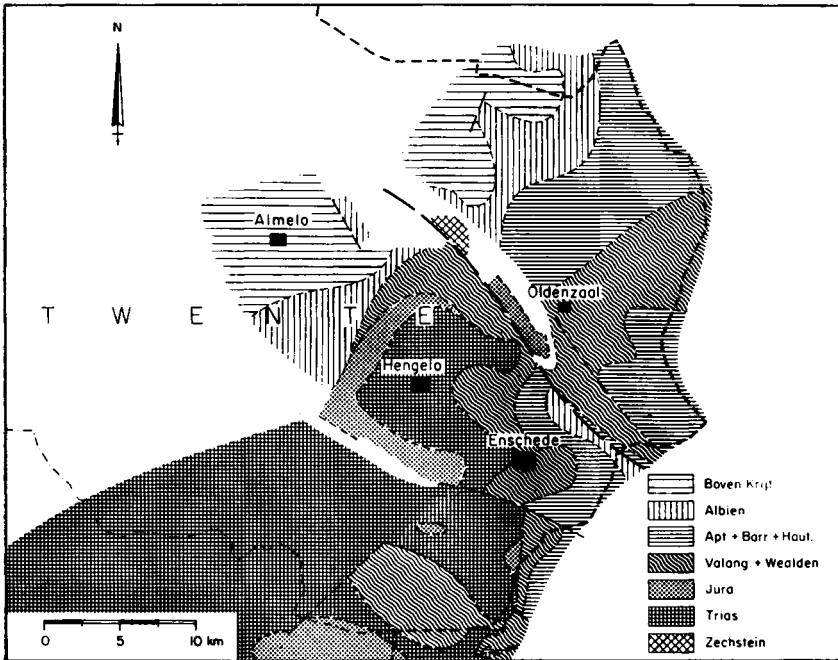 N
Almelo
Oldenzaal
T W E N T E
Hengelo
Enschede
Boven Krijt
Albien
Apt + Barr + Haut.
Valang. + Wealden
Jura
Trias
Zechstein
0 5 10 km